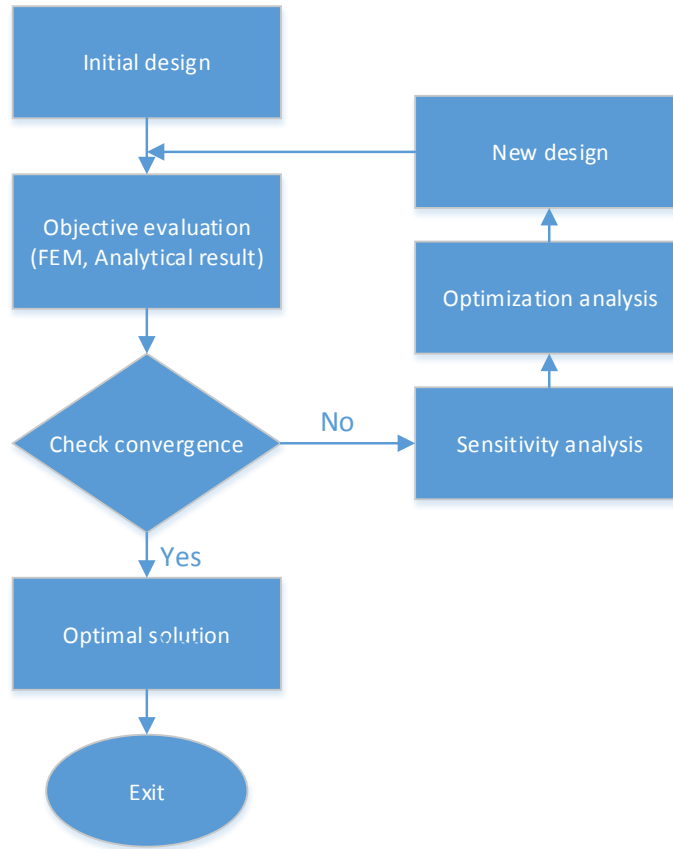 Initial design
New design
Objective evaluation
(FEM, Analytical result)
Optimization analysis
Check convergence
No
Sensitivity analysis
Yes
Optimal solution
Exit